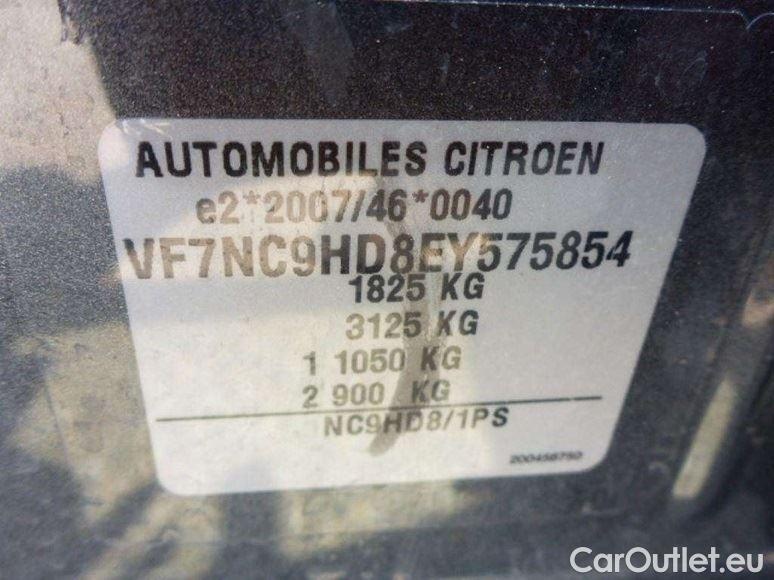 AUTOMOBILES CITROEN
e2*2007/46*0040
VF7NC9HD8EY575854
1825 KG
3125 KG
1 1050 KG
2 900 KG
NC9HD8/1PS
200456750
CarOutlet.eu